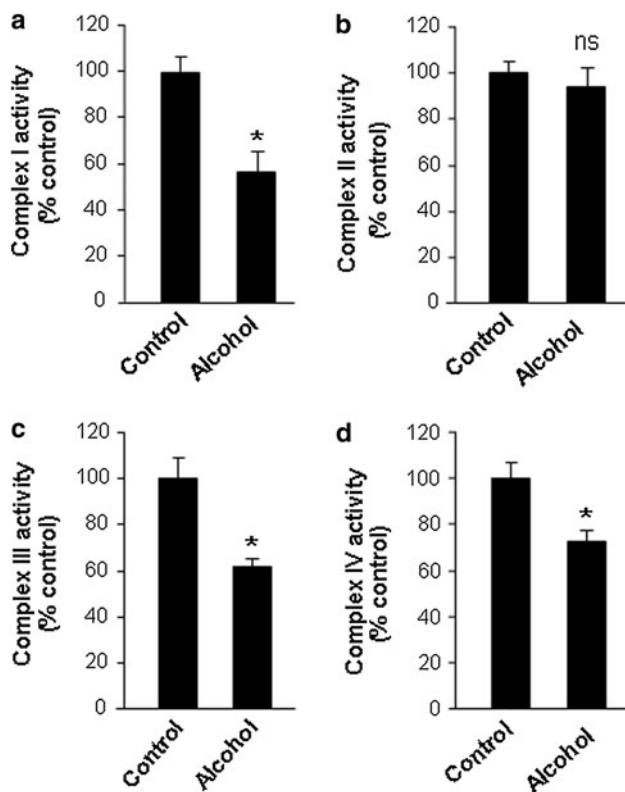 a
Complex I activity
(% control)
120
100
80
60
40
20
0
*
Control
Alcohol
b
Complex II activity
(% control)
120
100
80
60
40
20
0
ns
Control
Alcohol
c
Complex III activity
(% control)
120
100
80
60
40
20
0
*
Control
Alcohol
d
Complex IV activity
(% control)
120
100
80
60
40
20
0
*
Control
Alcohol